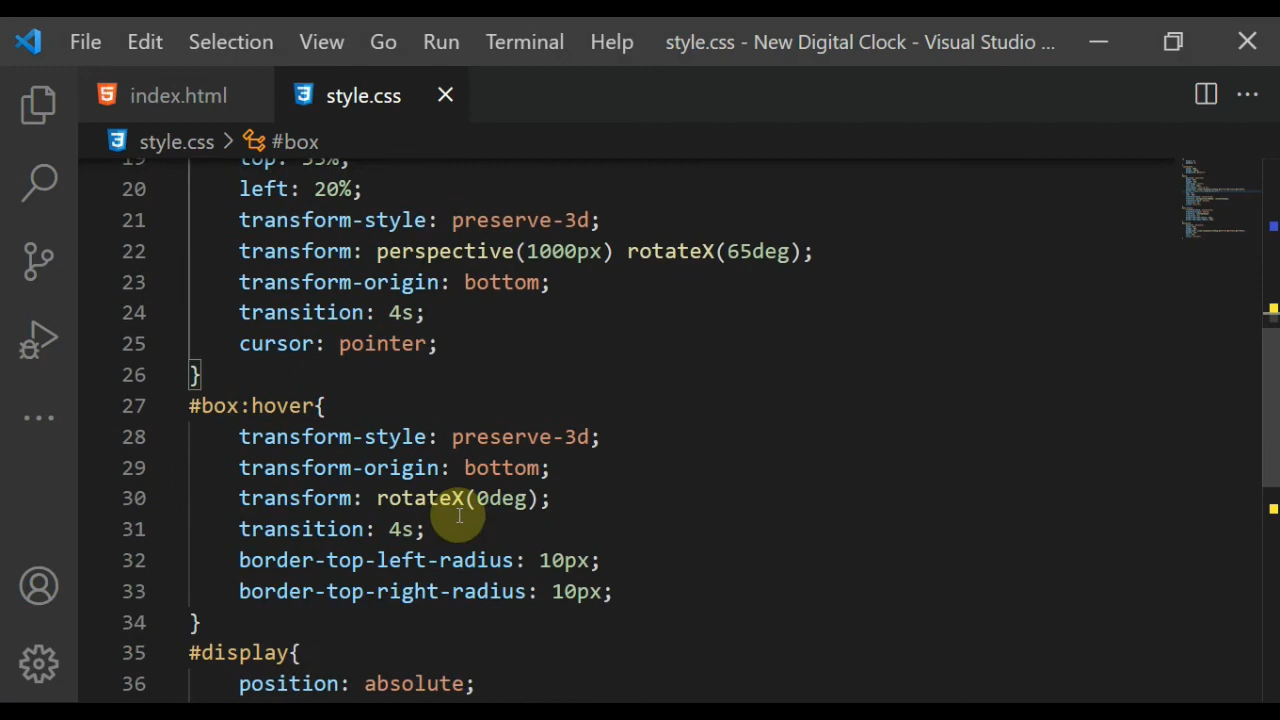 File Edit Selection View Go Run Terminal Help style.css - New Digital Clock - Visual Studio ...
index.html style.css
style.css > #box
19 top: 35%;
20 left: 20%;
21 transform-style: preserve-3d;
22 transform: perspective(1000px) rotateX(65deg);
23 transform-origin: bottom;
24 transition: 4s;
25 cursor: pointer;
26 }
27 #box:hover{
28 transform-style: preserve-3d;
29 transform-origin: bottom;
30 transform: rotateX(0deg);
31 transition: 4s;
32 border-top-left-radius: 10px;
33 border-top-right-radius: 10px;
34 }
35 #display{
36 position: absolute;